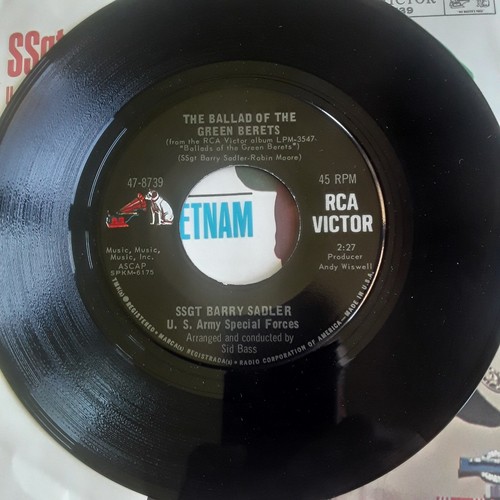 SSgt
THE BALLAD OF THE
GREEN BERETS
(from the RCA Victor album LPM-3547-
"Ballads of the Green Berets")
(SSgt Barry Sadler-Robin Moore)
47-8739
45 RPM
RCA
VICTOR
ETNAM
Music, Music,
Music, Inc.
ASCAP
SPKM-6175
2:27
Producer
Andy Wiswell
SSGT BARRY SADLER
U. S. Army Special Forces
Arranged and conducted by
Sid Bass
TMK(s) ® REGISTERED • MARCA(s) REGISTRADA(s) • RADIO CORPORATION OF AMERICA — MADE IN U.S.A.